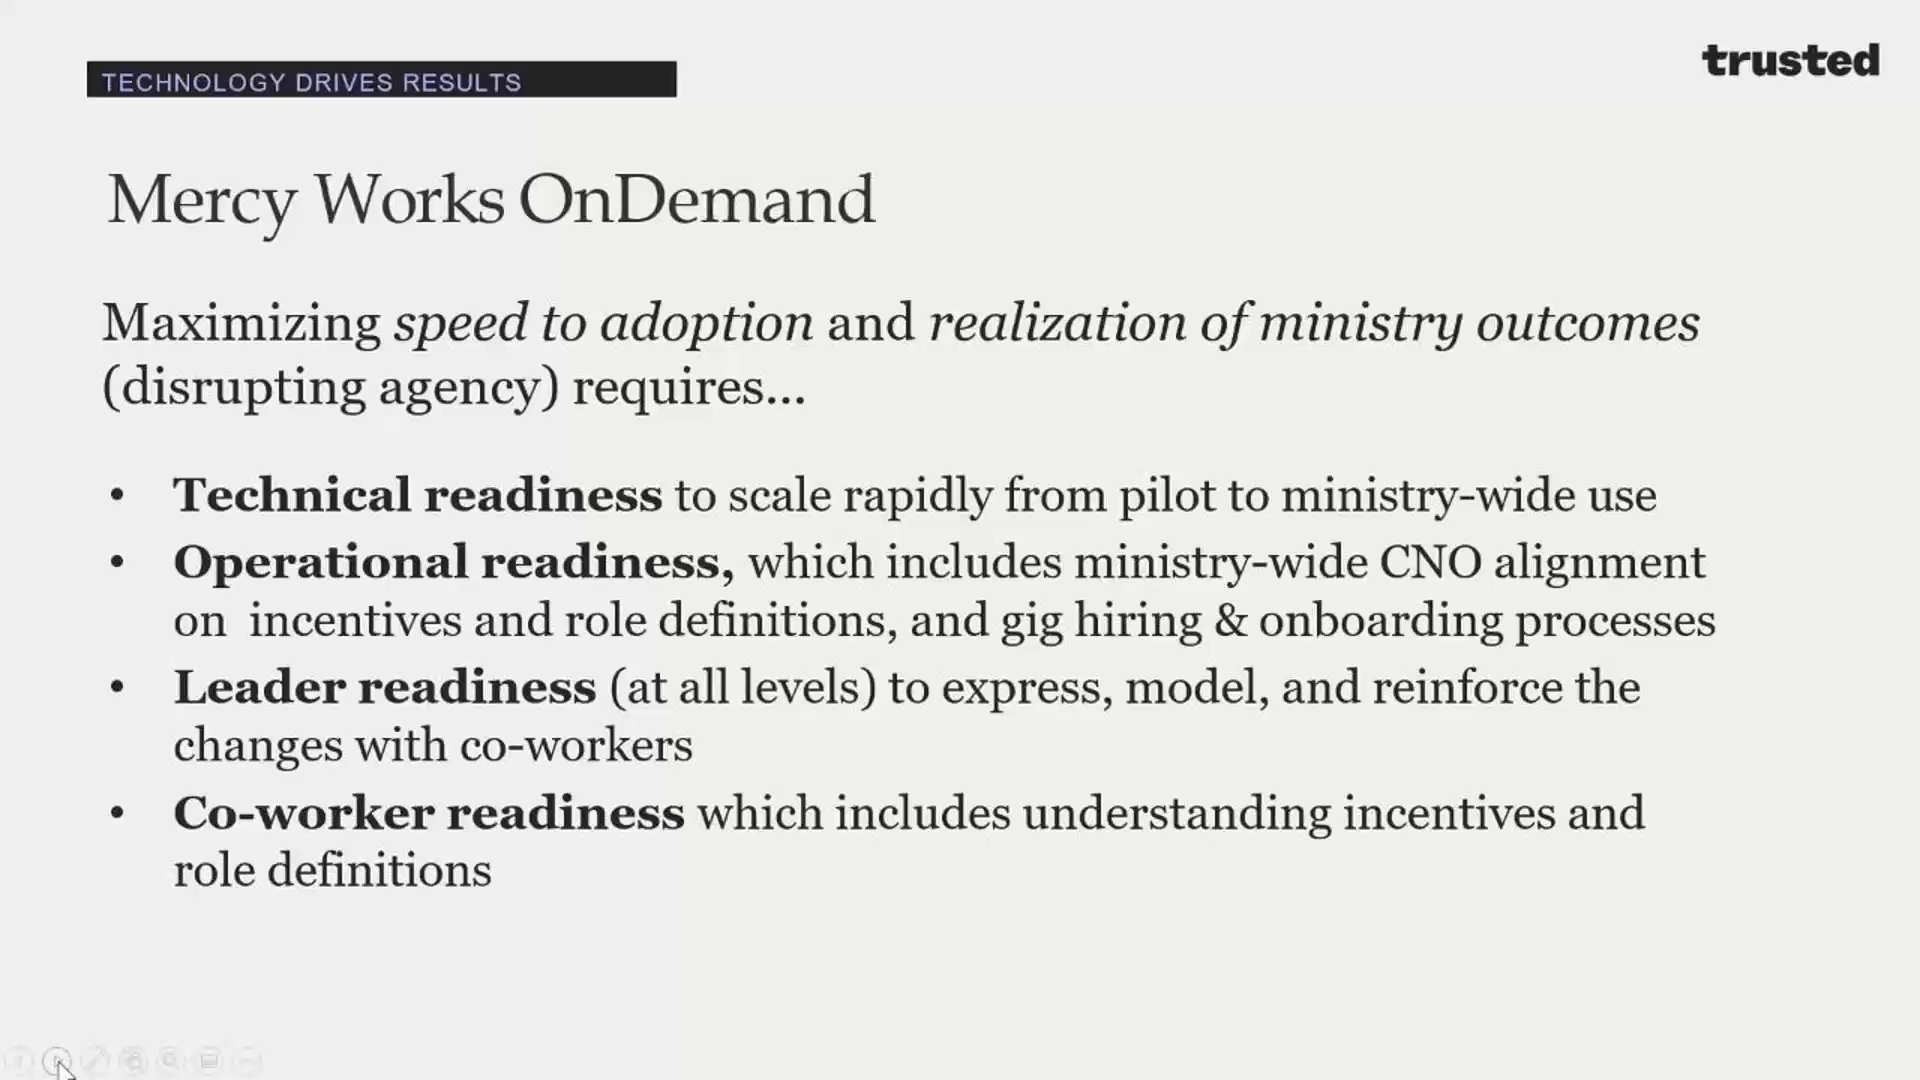 TECHNOLOGY DRIVES RESULTS
trusted
Mercy Works OnDemand
Maximizing speed to adoption and realization of ministry outcomes
(disrupting agency) requires...
• Technical readiness to scale rapidly from pilot to ministry-wide use
• Operational readiness, which includes ministry-wide CNO alignment
on  incentives and role definitions, and gig hiring & onboarding processes
• Leader readiness (at all levels) to express, model, and reinforce the
changes with co-workers
• Co-worker readiness which includes understanding incentives and
role definitions